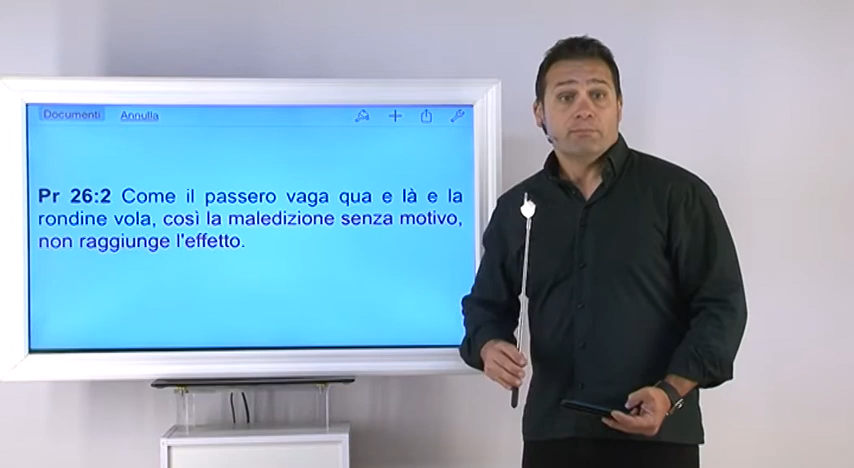 Documenti Annulla
Pr 26:2 Come il passero vaga qua e là e la
rondine vola, così la maledizione senza motivo,
non raggiunge l'effetto.